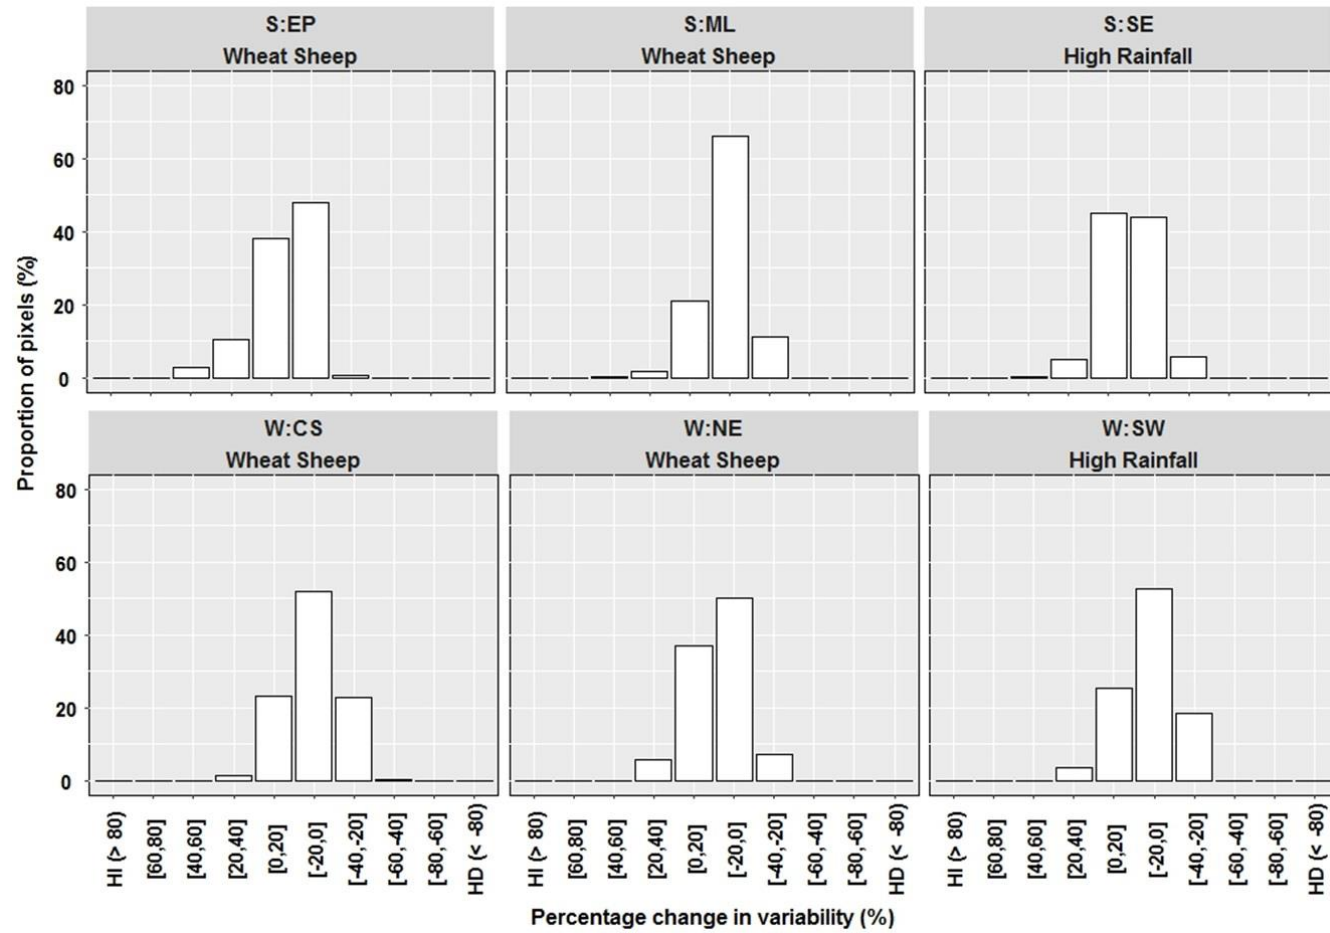 S:EP
Wheat Sheep
S:ML
Wheat Sheep
S:SE
High Rainfall
80
60
40
20
0
Proportion of pixels (%)
W:CS
Wheat Sheep
W:NE
Wheat Sheep
W:SW
High Rainfall
80
60
40
20
0
HI (> 80)
[60,80]
[40,60]
[20,40]
[0,20]
[-20,0]
[-40,-20]
[-60,-40]
[-80,-60]
HD (< -80)
HI (> 80)
[60,80]
[40,60]
[20,40]
[0,20]
[-20,0]
[-40,-20]
[-60,-40]
[-80,-60]
HD (< -80)
HI (> 80)
[60,80]
[40,60]
[20,40]
[0,20]
[-20,0]
[-40,-20]
[-60,-40]
[-80,-60]
HD (< -80)
Percentage change in variability (%)